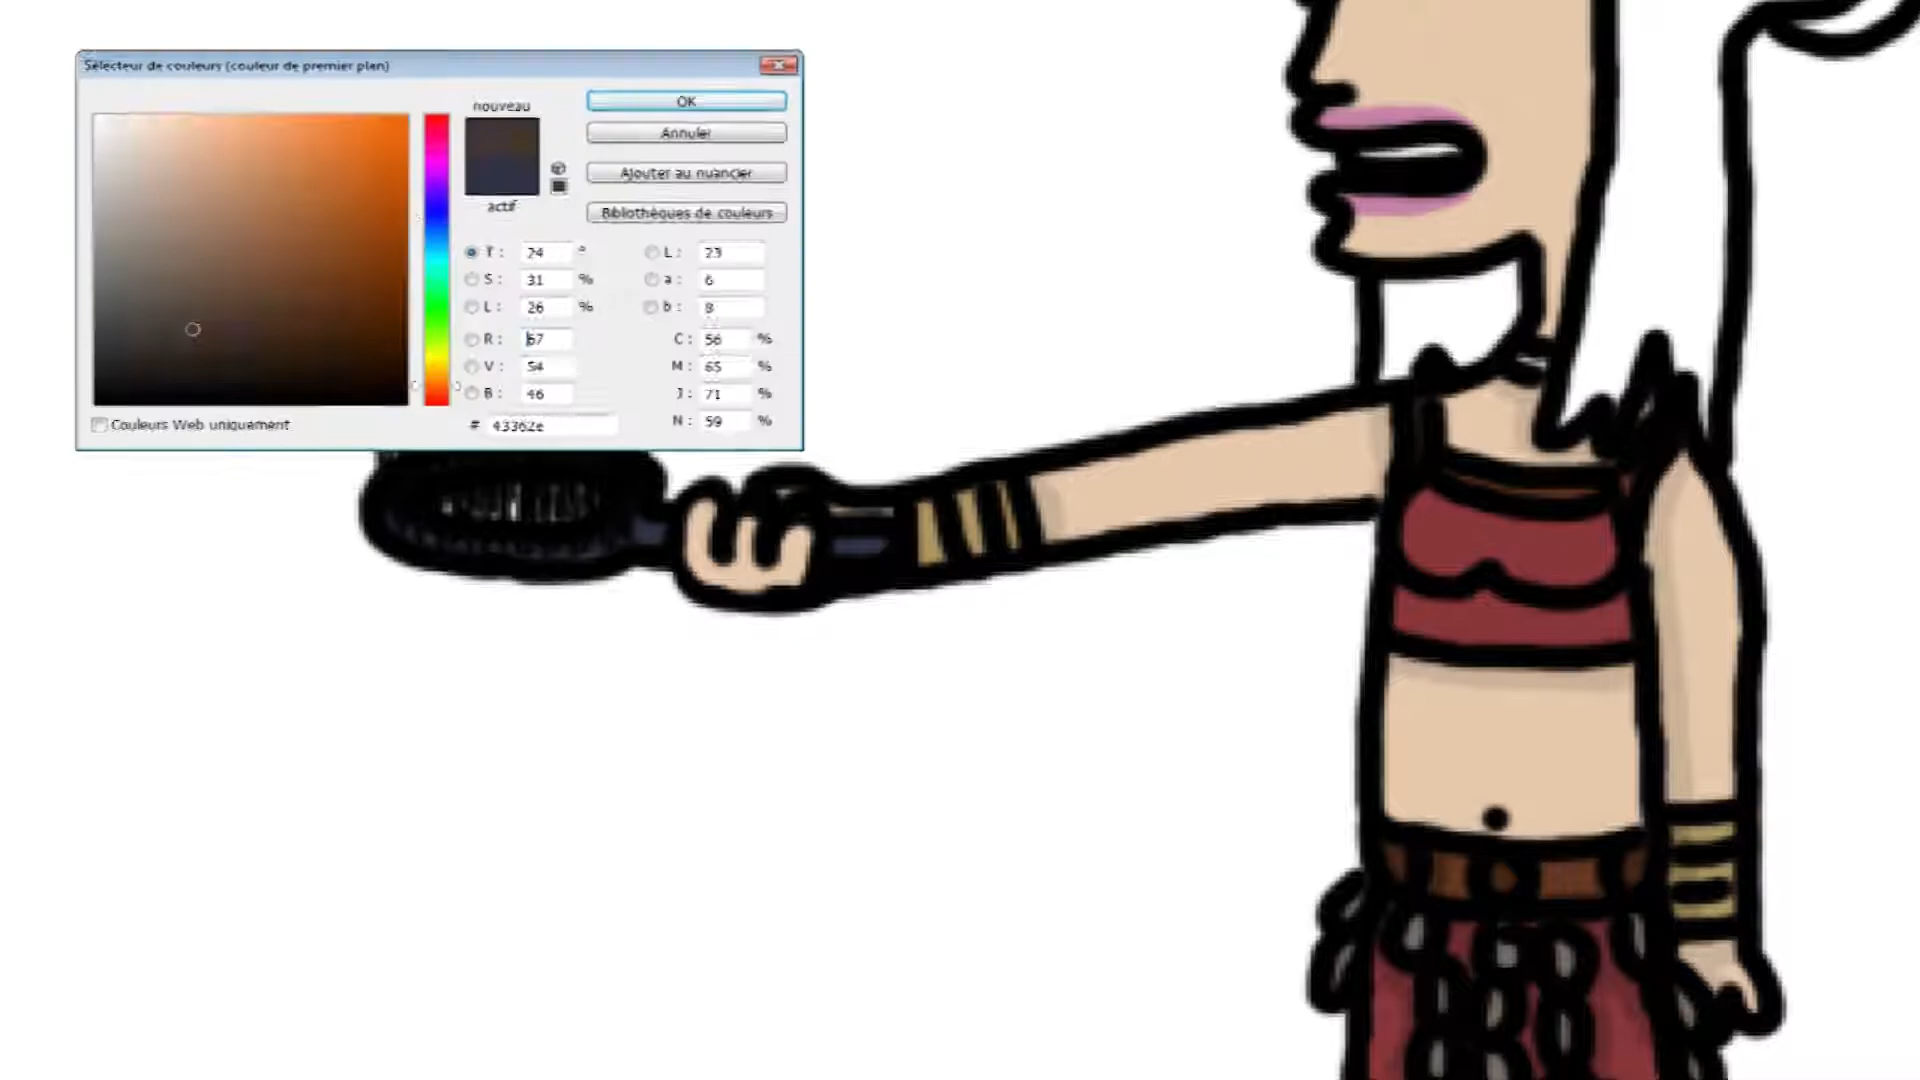 Sélecteur de couleurs (couleur de premier plan)
nouveau
actif
OK
Annuler
Ajouter au nuancier
Bibliothèques de couleurs
T : 24 °
S : 31 %
L : 26 %
R : 67
V : 54
B : 46
# 43362e
L : 23
a : 6
b : 8
C : 56 %
M : 65 %
J : 71 %
N : 59 %
Couleurs Web uniquement